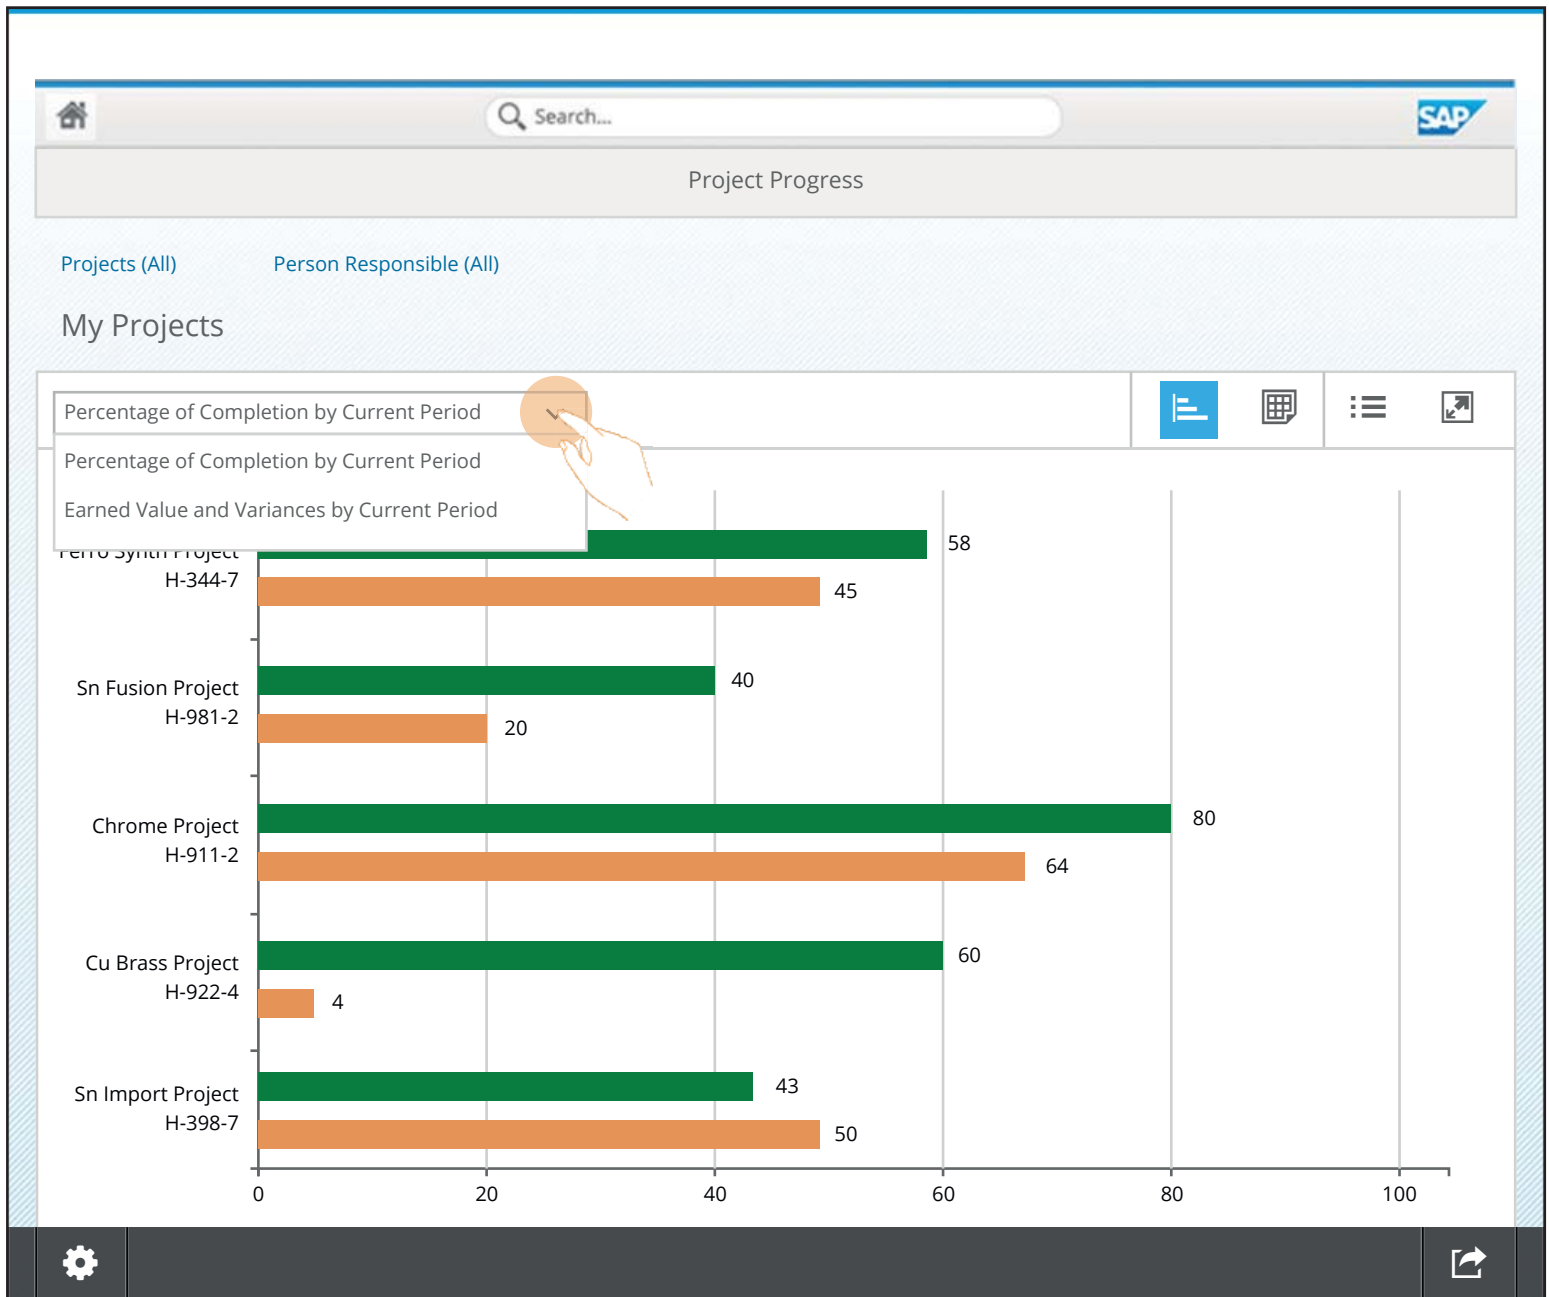 Search...
SAP
Project Progress
Projects (All) Person Responsible (All)
My Projects
Percentage of Completion by Current Period
Percentage of Completion by Current Period
Earned Value and Variances by Current Period
Ferro Synth Project
H-344-7
58
45
Sn Fusion Project
H-981-2
40
20
Chrome Project
H-911-2
80
64
Cu Brass Project
H-922-4
60
4
Sn Import Project
H-398-7
43
50
0 20 40 60 80 100